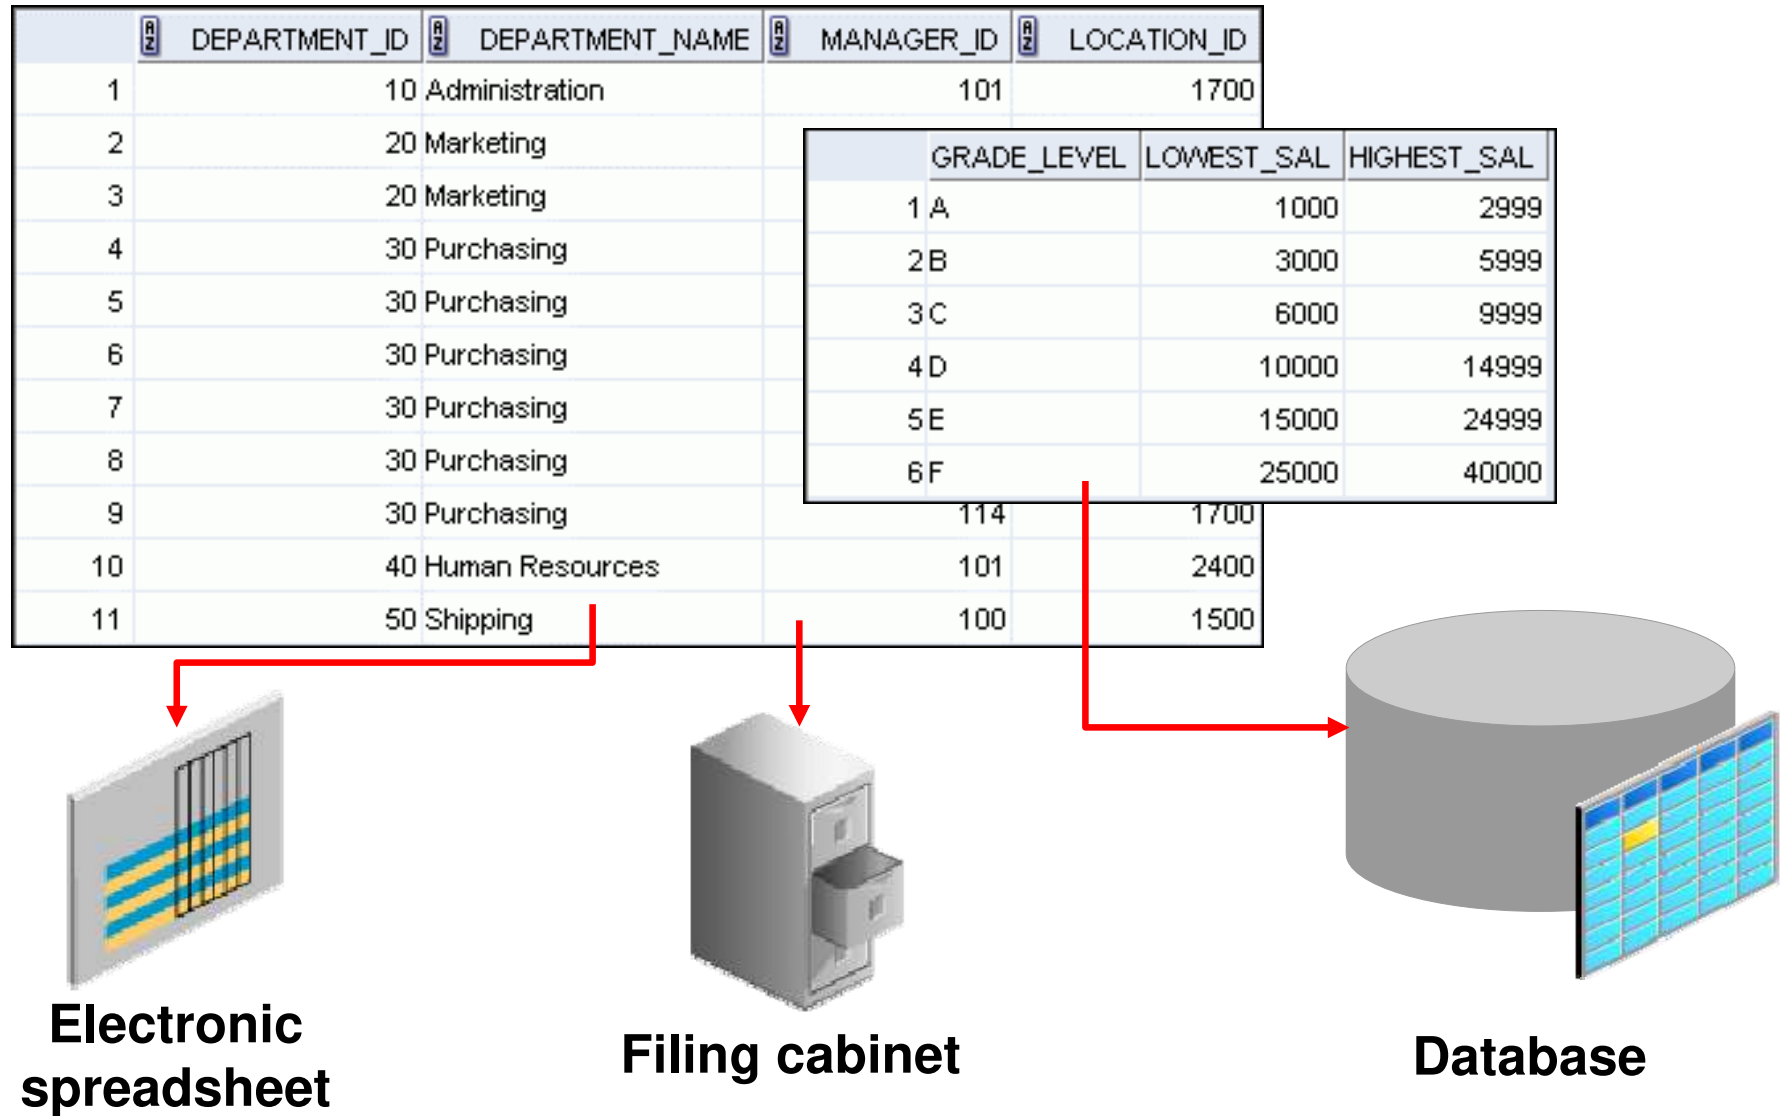 DEPARTMENT_ID DEPARTMENT_NAME MANAGER_ID LOCATION_ID
1 10 Administration 101 1700
2 20 Marketing
3 20 Marketing
4 30 Purchasing
5 30 Purchasing
6 30 Purchasing
7 30 Purchasing
8 30 Purchasing
9 30 Purchasing 114 1700
10 40 Human Resources 101 2400
11 50 Shipping 100 1500
GRADE_LEVEL LOWEST_SAL HIGHEST_SAL
1 A 1000 2999
2 B 3000 5999
3 C 6000 9999
4 D 10000 14999
5 E 15000 24999
6 F 25000 40000
Electronic
spreadsheet
Filing cabinet
Database